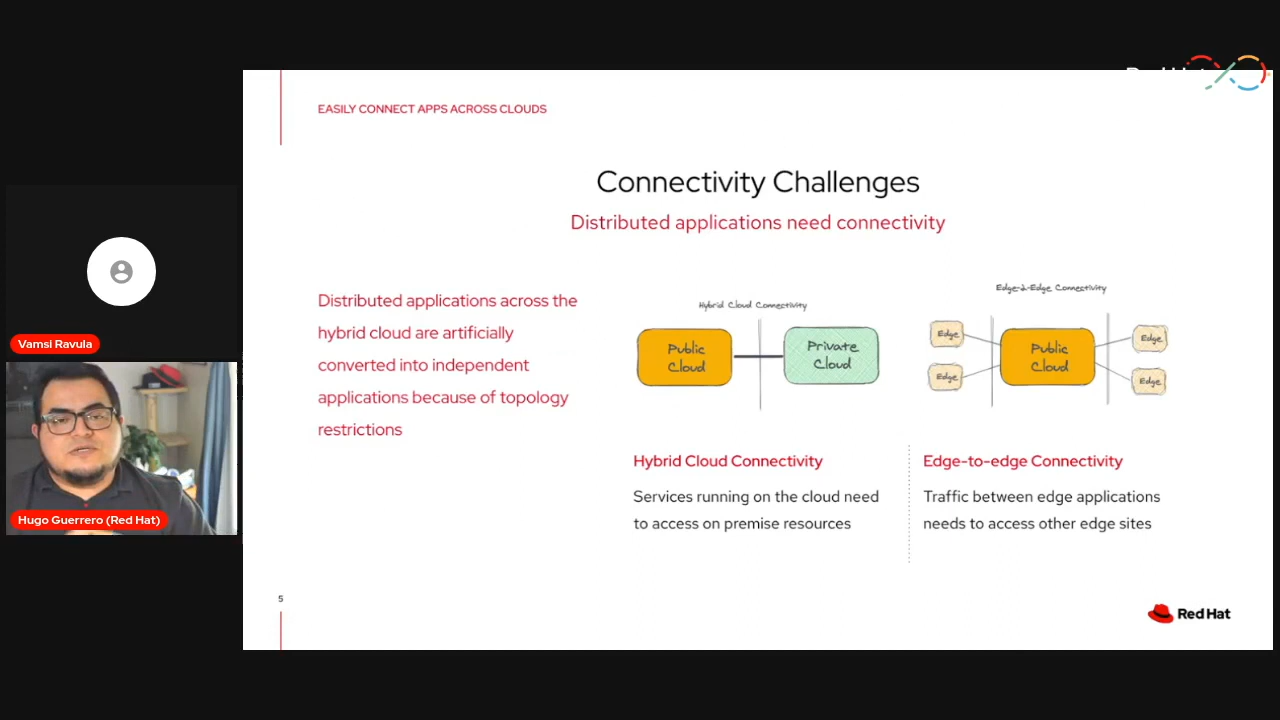 Red Hat
EASILY CONNECT APPS ACROSS CLOUDS
Connectivity Challenges
Distributed applications need connectivity
Distributed applications across the
hybrid cloud are artificially
converted into independent
applications because of topology
restrictions
Hybrid Cloud Connectivity
Public
Cloud
Private
Cloud
Edge-2-Edge Connectivity
Edge
Edge
Public
Cloud
Edge
Edge
Hybrid Cloud Connectivity
Services running on the cloud need
to access on premise resources
Edge-to-edge Connectivity
Traffic between edge applications
needs to access other edge sites
5
Red Hat
Vamsi Ravula
Hugo Guerrero (Red Hat)